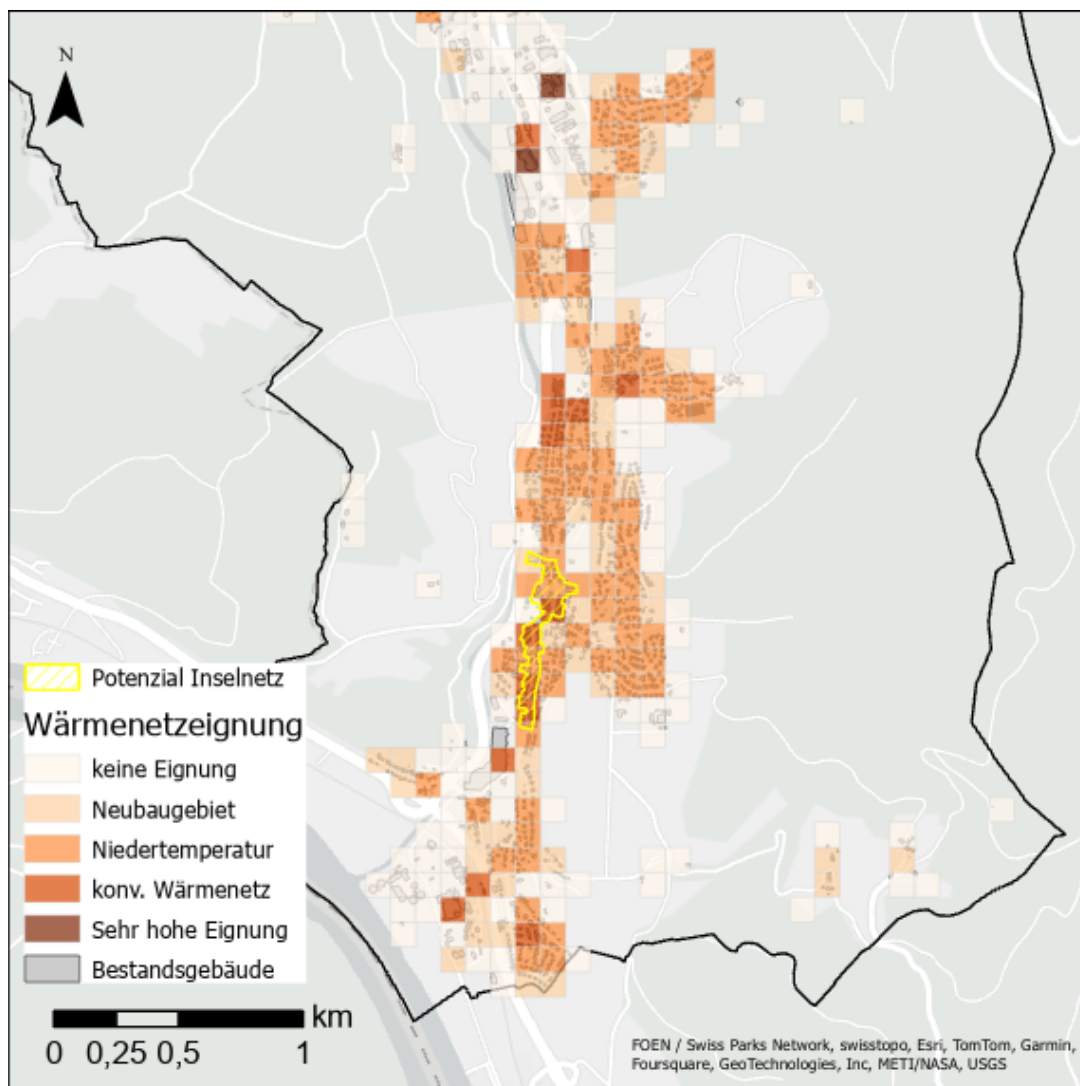 N
Potenzial Inselnetz
Wärmenetzeignung
keine Eignung
Neubaugebiet
Niedertemperatur
konv. Wärmenetz
Sehr hohe Eignung
Bestandsgebäude
km
0 0,25 0,5 1
FOEN / Swiss Parks Network, swisstopo, Esri, TomTom, Garmin,
Foursquare, GeoTechnologies, Inc, METI/NASA, USGS